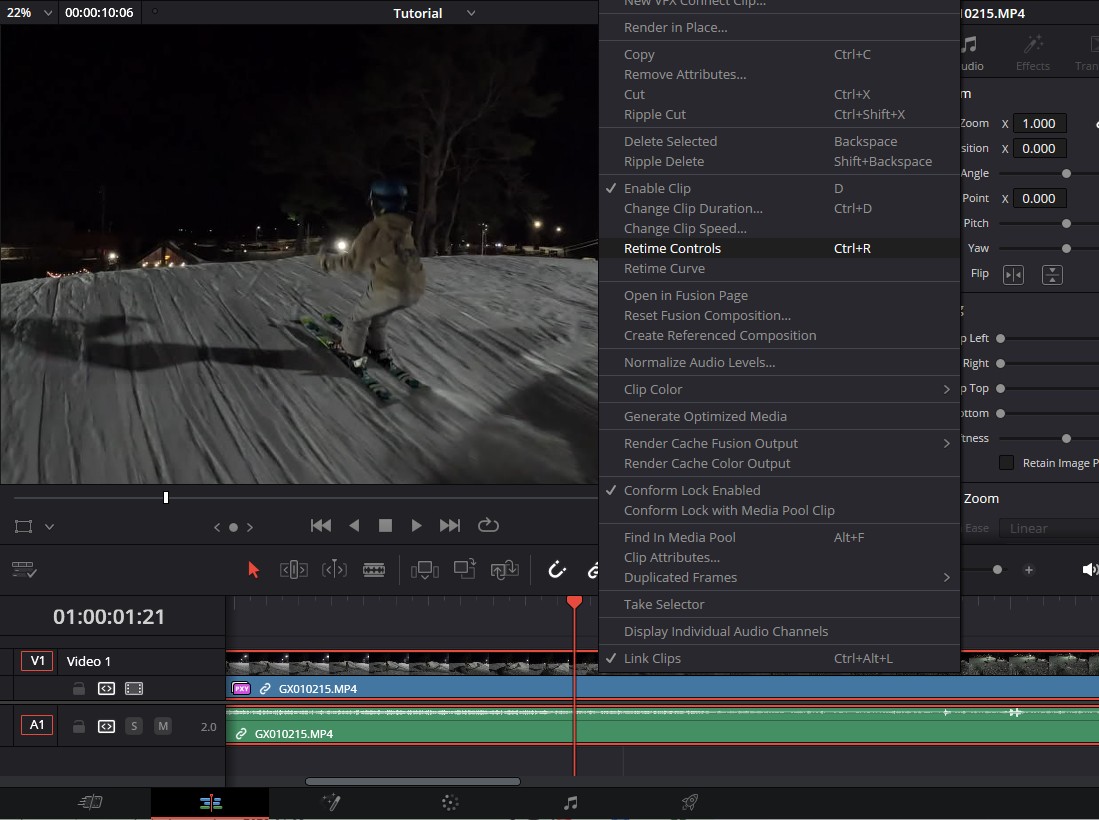 22%
00:00:10:06
Tutorial
New VFX Connect Clip...
Render in Place...
Copy Ctrl+C
Remove Attributes...
Cut Ctrl+X
Ripple Cut Ctrl+Shift+X
Delete Selected Backspace
Ripple Delete Shift+Backspace
Enable Clip D
Change Clip Duration... Ctrl+D
Change Clip Speed...
Retime Controls Ctrl+R
Retime Curve
Open in Fusion Page
Reset Fusion Composition...
Create Referenced Composition
Normalize Audio Levels...
Clip Color
Generate Optimized Media
Render Cache Fusion Output
Render Cache Color Output
Conform Lock Enabled
Conform Lock with Media Pool Clip
Find In Media Pool Alt+F
Clip Attributes...
Duplicated Frames
Take Selector
Display Individual Audio Channels
Link Clips Ctrl+Alt+L
0215.MP4
udio Effects Tran
m
Zoom X 1.000
sition X 0.000
Angle
Point X 0.000
Pitch
Yaw
Flip
g
p Left
Right
p Top
ottom
tness
Retain Image P
Zoom
Ease Linear
01:00:01:21
V1 Video 1
PXY GX010215.MP4
A1 S M 2.0
GX010215.MP4